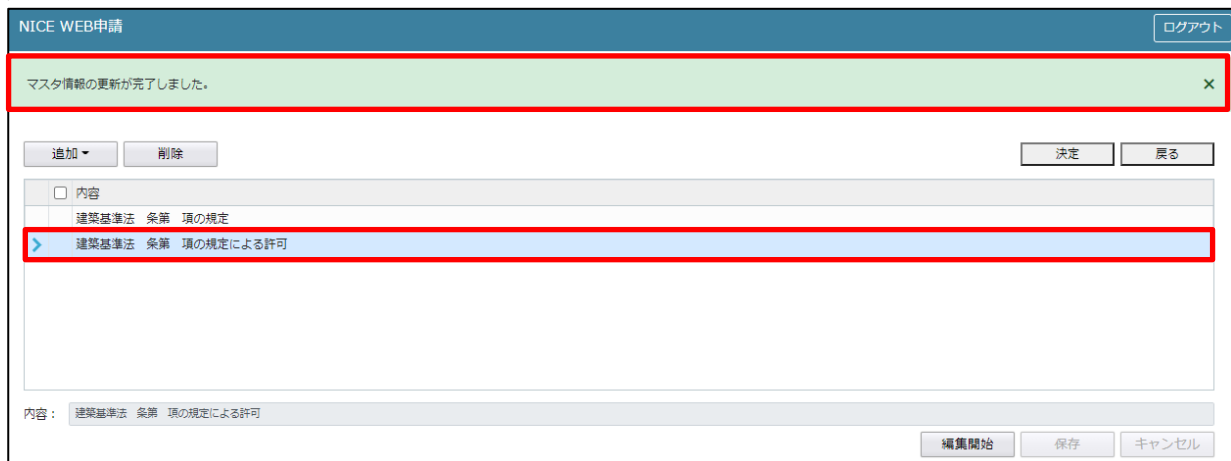 NICE WEB申請 ログアウト
マスタ情報の更新が完了しました。 ×
追加 削除 決定 戻る
内容
建築基準法　条第　項の規定
建築基準法　条第　項の規定による許可
内容： 建築基準法　条第　項の規定による許可
編集開始 保存 キャンセル